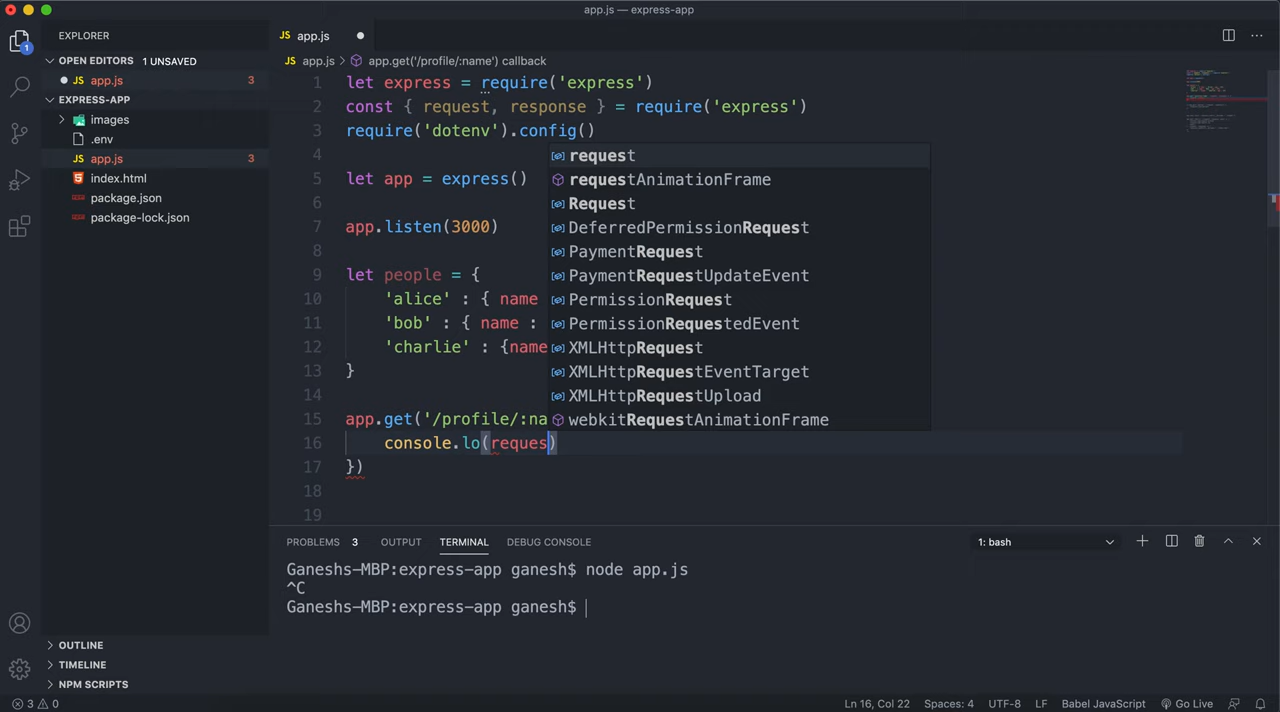 app.js — express-app
EXPLORER
OPEN EDITORS 1 UNSAVED
JS app.js 3
EXPRESS-APP
images
.env
JS app.js 3
index.html
package.json
package-lock.json
OUTLINE
TIMELINE
NPM SCRIPTS
1
JS app.js
JS app.js > app.get('/profile/:name') callback
1 let express = require('express')
2 const { request, response } = require('express')
3 require('dotenv').config()
4
5 let app = express()
6
7 app.listen(3000)
8
9 let people = {
10 'alice' : { name
11 'bob' : { name :
12 'charlie' : {name
13 }
14
15 app.get('/profile/:na
16 console.lo(reques)
17 })
18
19
request
requestAnimationFrame
Request
DeferredPermissionRequest
PaymentRequest
PaymentRequestUpdateEvent
PermissionRequest
PermissionRequestedEvent
XMLHttpRequest
XMLHttpRequestEventTarget
XMLHttpRequestUpload
webkitRequestAnimationFrame
PROBLEMS 3 OUTPUT TERMINAL DEBUG CONSOLE 1: bash
Ganeshs-MBP:express-app ganesh$ node app.js
^C
Ganeshs-MBP:express-app ganesh$
3 0 Ln 16, Col 22 Spaces: 4 UTF-8 LF Babel JavaScript Go Live